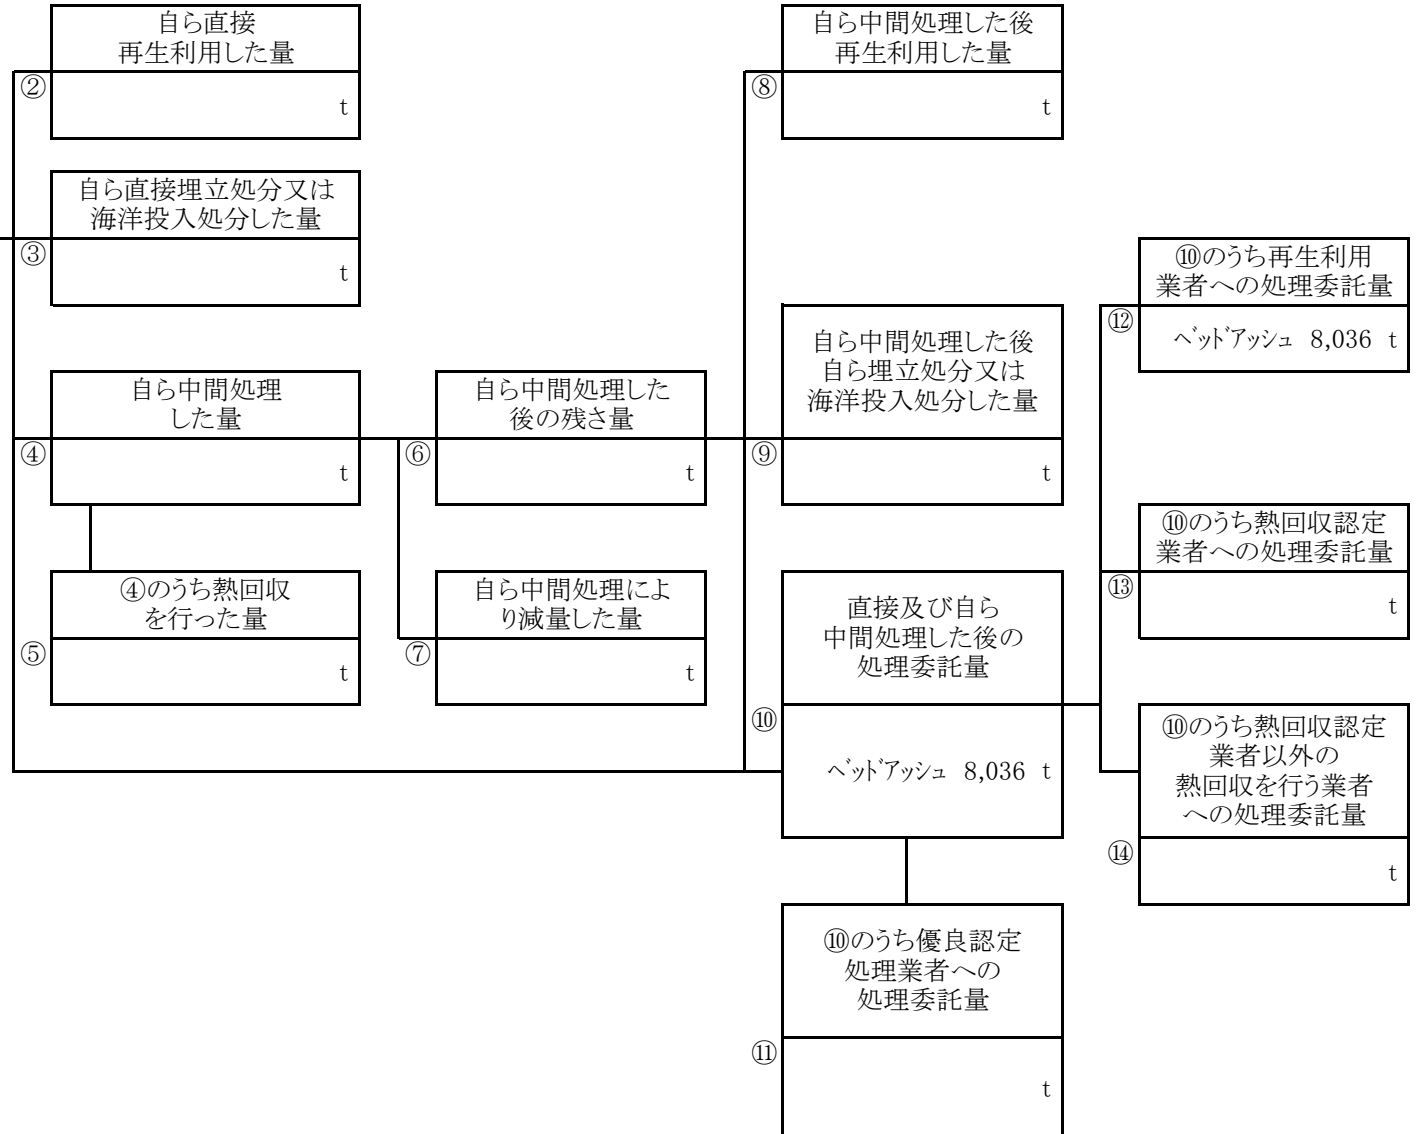 自ら直接
再生利用した量
②
t
自ら直接埋立処分又は
海洋投入処分した量
③
t
自ら中間処理
した量
④
t
④のうち熱回収
を行った量
⑤
t
自ら中間処理した
後の残さ量
⑥
t
自ら中間処理によ
り減量した量
⑦
t
自ら中間処理した後
再生利用した量
⑧
t
自ら中間処理した後
自ら埋立処分又は
海洋投入処分した量
⑨
t
直接及び自ら
中間処理した後の
処理委託量
⑩
ベッドアッシュ 8,036 t
⑩のうち優良認定
処理業者への
処理委託量
⑪
t
⑩のうち再生利用
業者への処理委託量
⑫
ベッドアッシュ 8,036 t
⑩のうち熱回収認定
業者への処理委託量
⑬
t
⑩のうち熱回収認定
業者以外の
熱回収を行う業者
への処理委託量
⑭
t